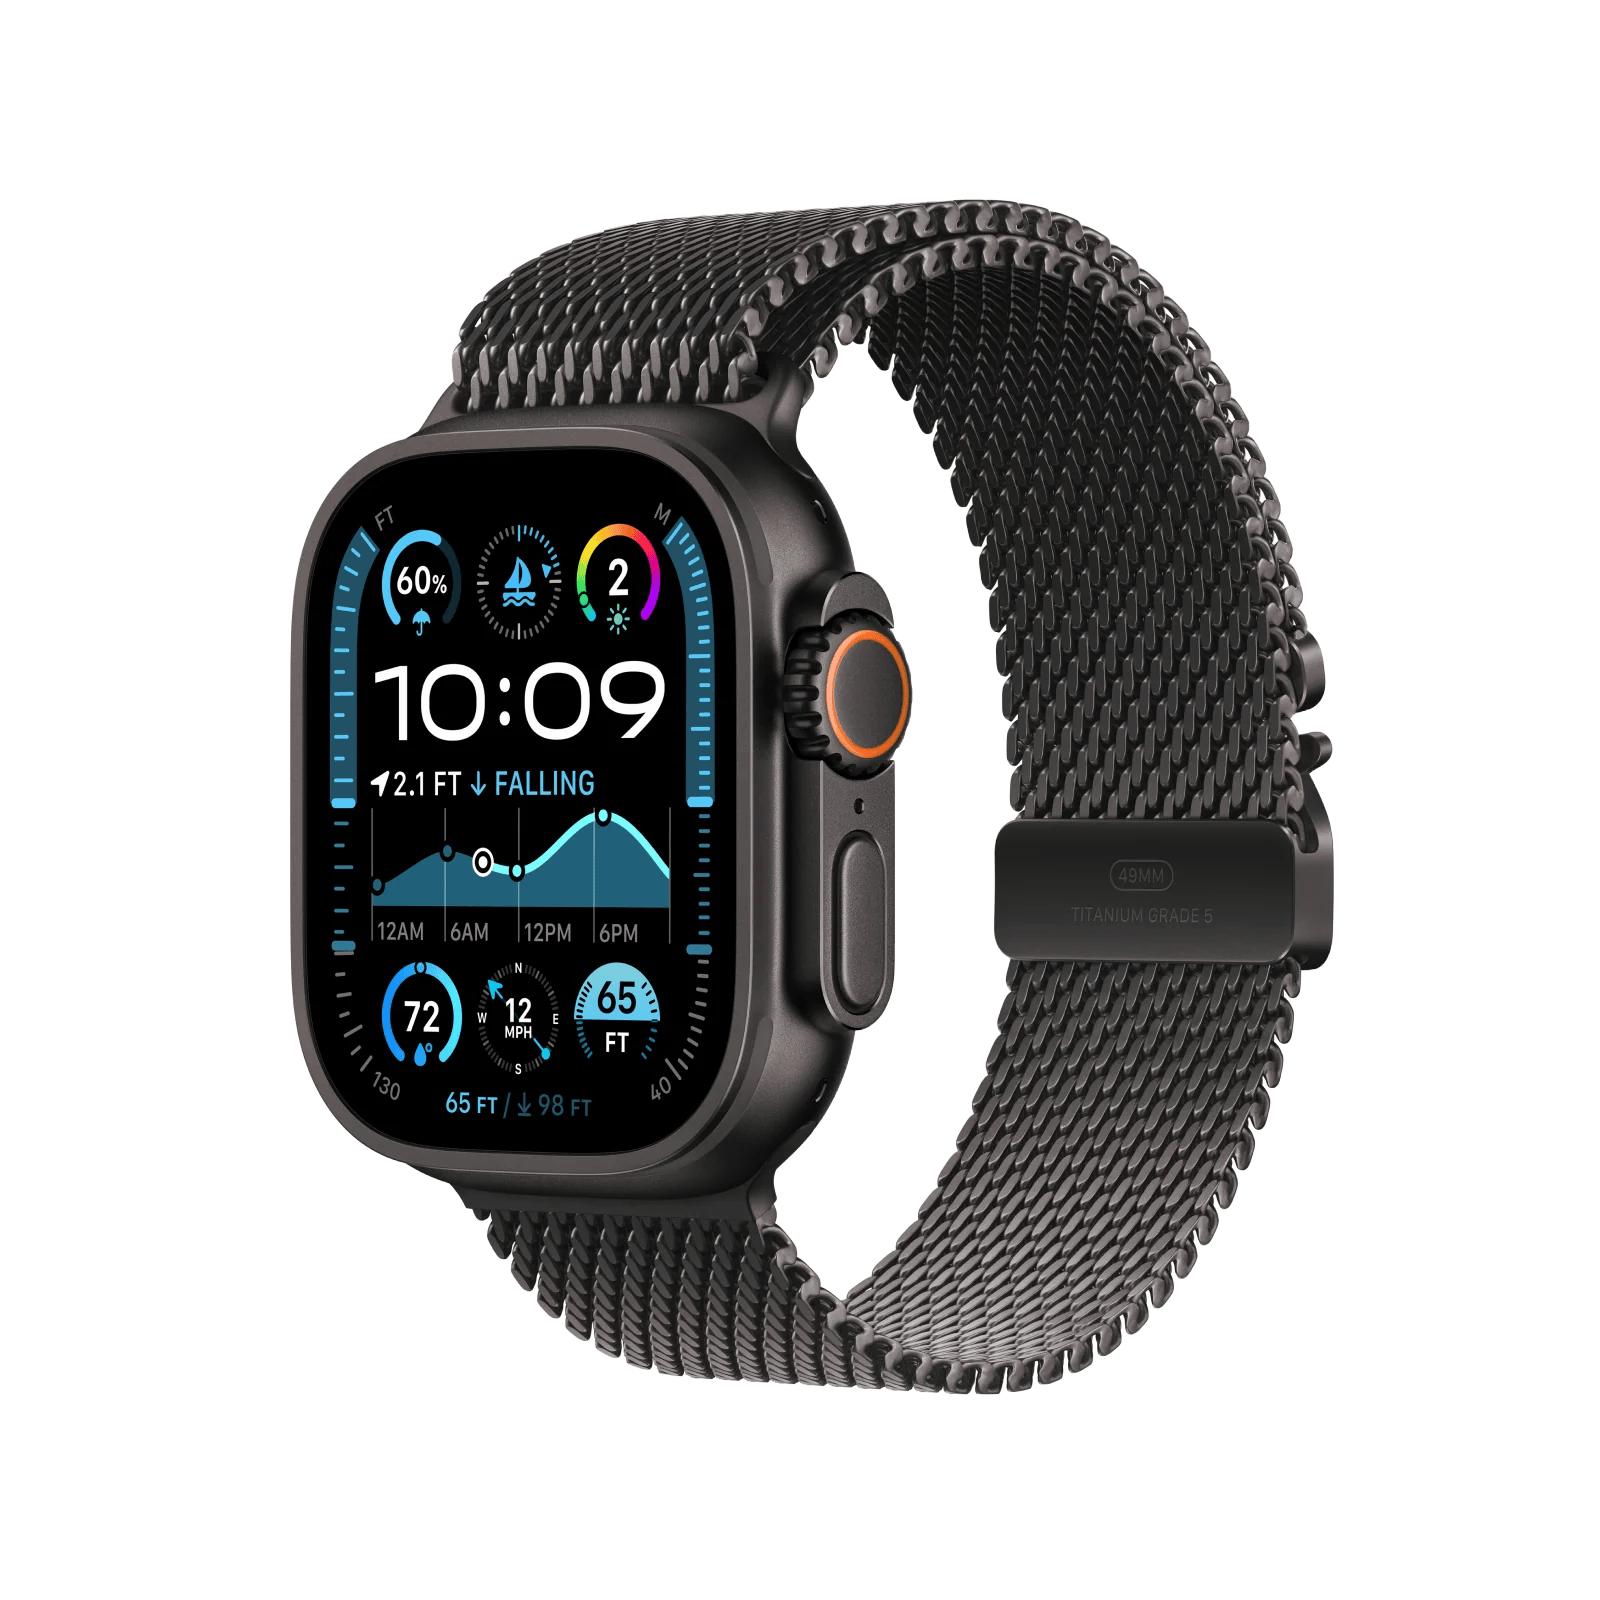 FT M
60% 2
10:09
2.1 FT ↓ FALLING
12AM 6AM 12PM 6PM
72
N
W 12 E
MPH
S
65
FT
130 40
65 FT / ↓ 98 FT
49MM
TITANIUM GRADE 5